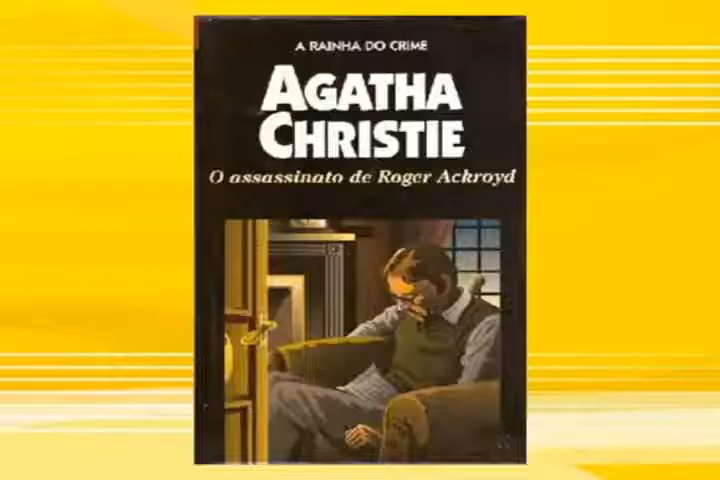 A RAINHA DO CRIME
AGATHA
CHRISTIE
O assassinato de Roger Ackroyd